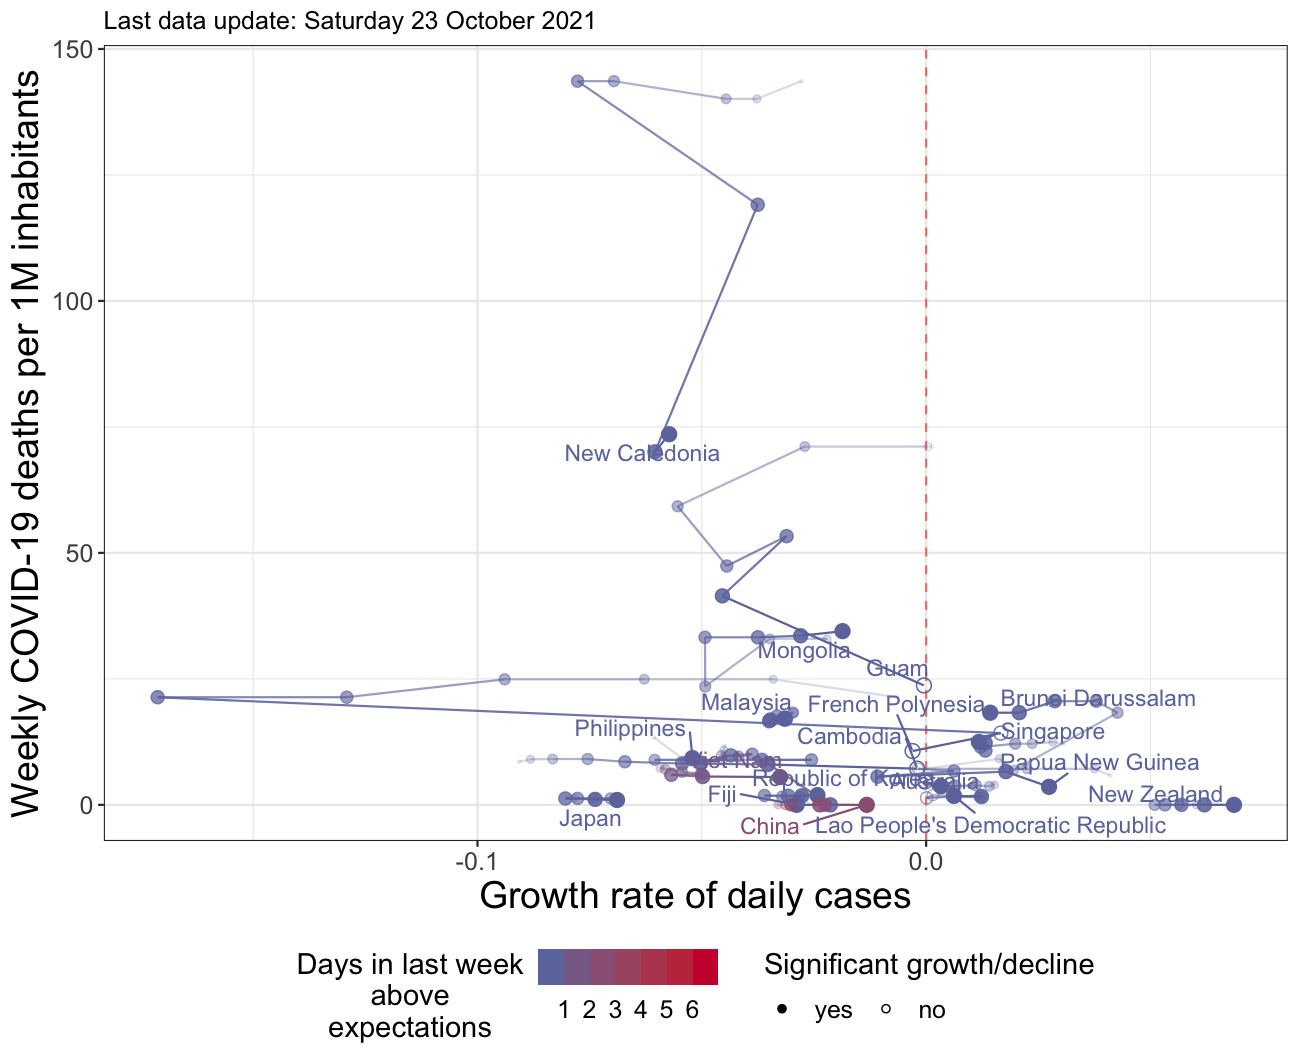 Last data update: Saturday 23 October 2021
Weekly COVID-19 deaths per 1M inhabitants
150
100
50
0
New Caledonia
Mongolia
Guam
Malaysia
French Polynesia
Brunei Darussalam
Philippines
Cambodia
Singapore
Viet Nam
Papua New Guinea
Republic of Korea
Australia
Fiji
New Zealand
Japan
China
Lao People's Democratic Republic
-0.1
0.0
Growth rate of daily cases
Days in last week
above
expectations
1 2 3 4 5 6
Significant growth/decline
yes
no